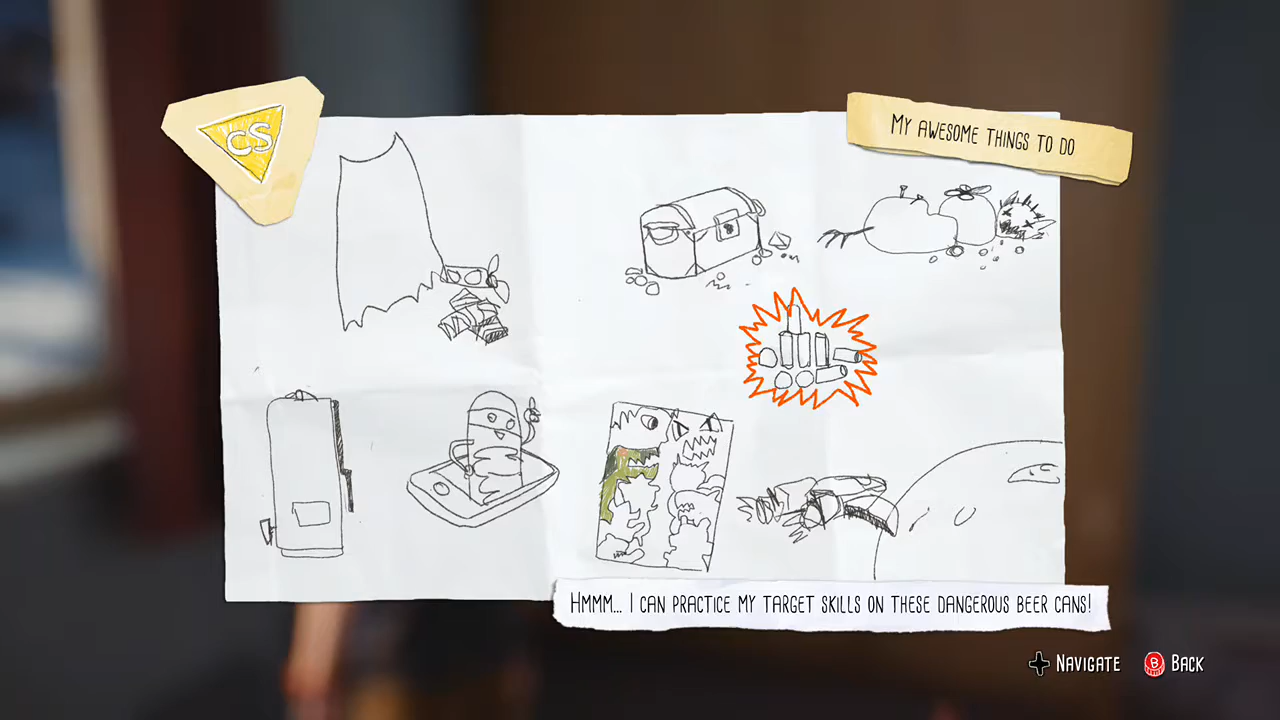 CS
MY AWESOME THINGS TO DO
HMMM... I CAN PRACTICE MY TARGET SKILLS ON THESE DANGEROUS BEER CANS!
NAVIGATE B BACK